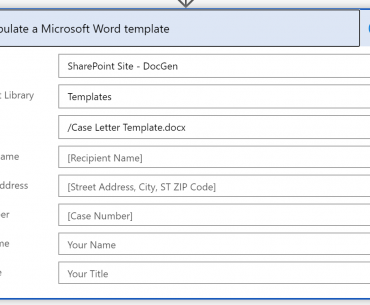 pulate a Microsoft Word template
SharePoint Site - DocGen
t Library Templates
/Case Letter Template.docx
ame [Recipient Name]
ddress [Street Address, City, ST ZIP Code]
er [Case Number]
me Your Name
e Your Title